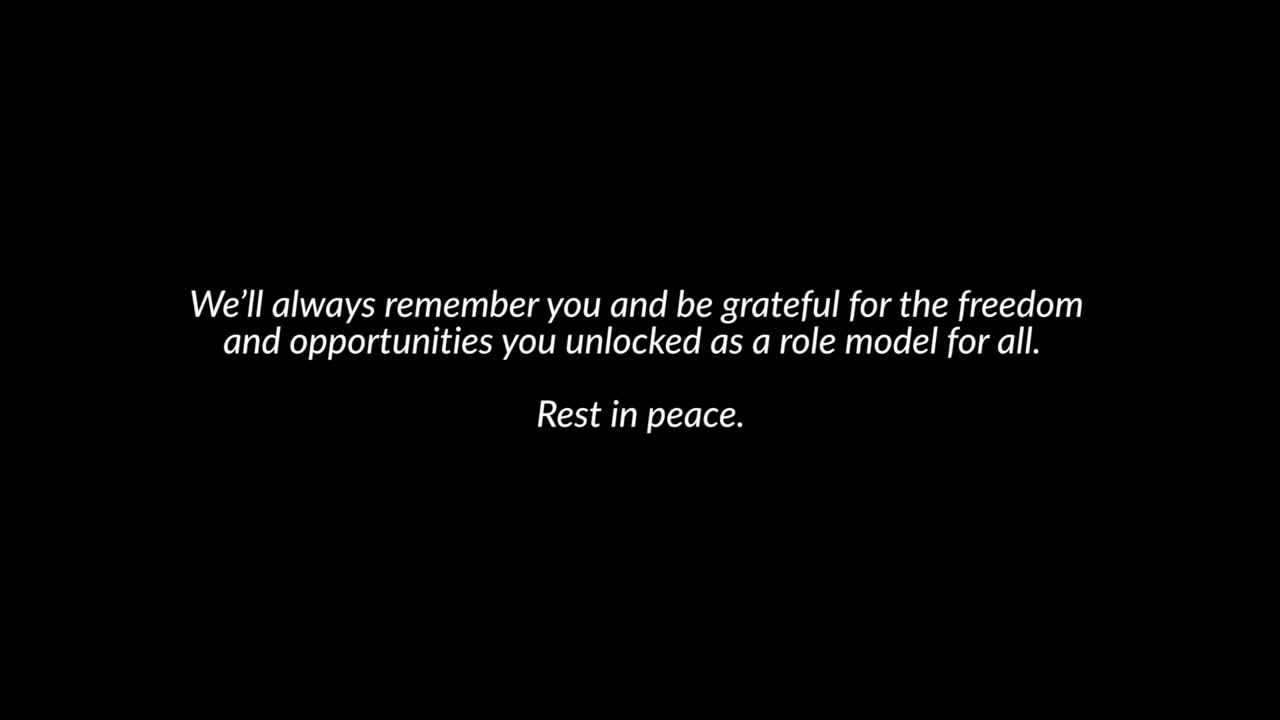 We’ll always remember you and be grateful for the freedom
and opportunities you unlocked as a role model for all.
Rest in peace.